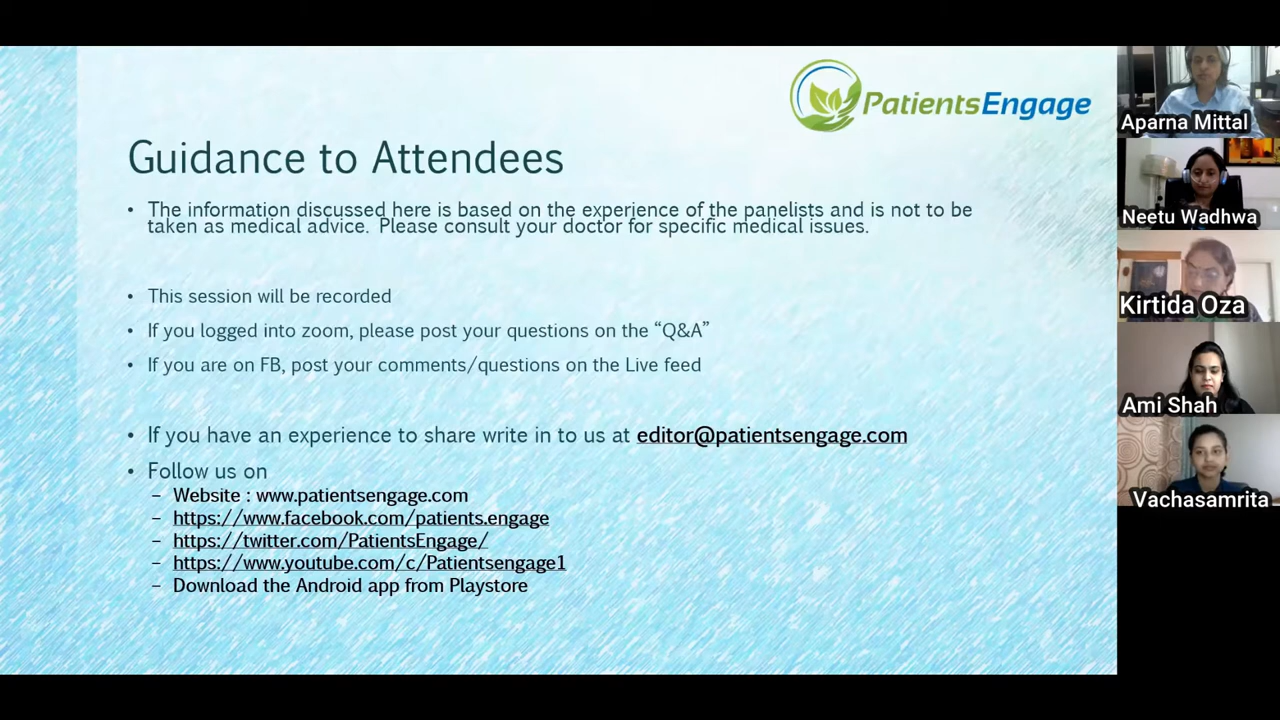 PatientsEngage
Guidance to Attendees
• The information discussed here is based on the experience of the panelists and is not to be
taken as medical advice. Please consult your doctor for specific medical issues.
• This session will be recorded
• If you logged into zoom, please post your questions on the “Q&A”
• If you are on FB, post your comments/questions on the Live feed
• If you have an experience to share write in to us at editor@patientsengage.com
• Follow us on
– Website : www.patientsengage.com
– https://www.facebook.com/patients.engage
– https://twitter.com/PatientsEngage/
– https://www.youtube.com/c/Patientsengage1
– Download the Android app from Playstore
Aparna Mittal
Neetu Wadhwa
Kirtida Oza
Ami Shah
Vachasamrita